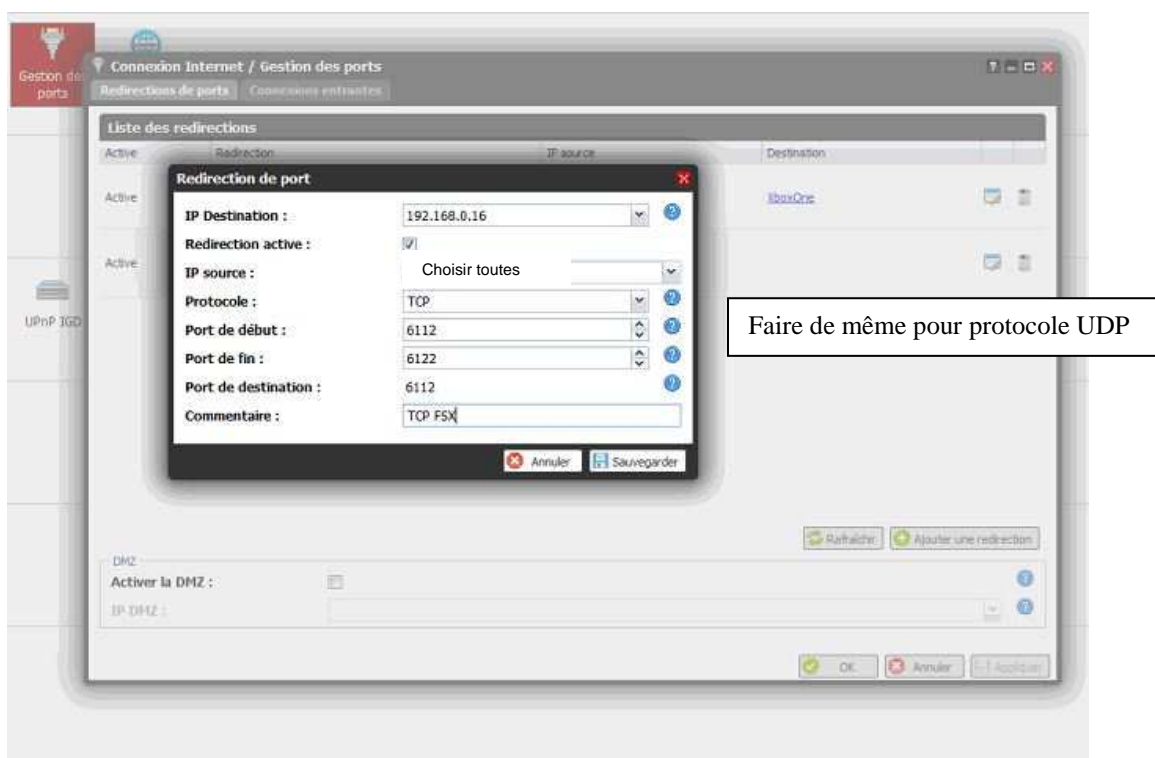 Gestion des ports
Connexion Internet / Gestion des ports
Redirections de ports Connexions entrantes
Liste des redirections
Active Redirection IP source Destination
Active XboxOne
Active
UPnP IGD
Redirection de port
IP Destination : 192.168.0.16
Redirection active :
IP source : Choisir toutes
Protocole : TCP
Port de début : 6112
Port de fin : 6122
Port de destination : 6112
Commentaire : TCP FSX
Annuler Sauvegarder
Faire de même pour protocole UDP
Rafraîchir Ajouter une redirection
DMZ
Activer la DMZ :
IP DMZ :
OK Annuler Appliquer